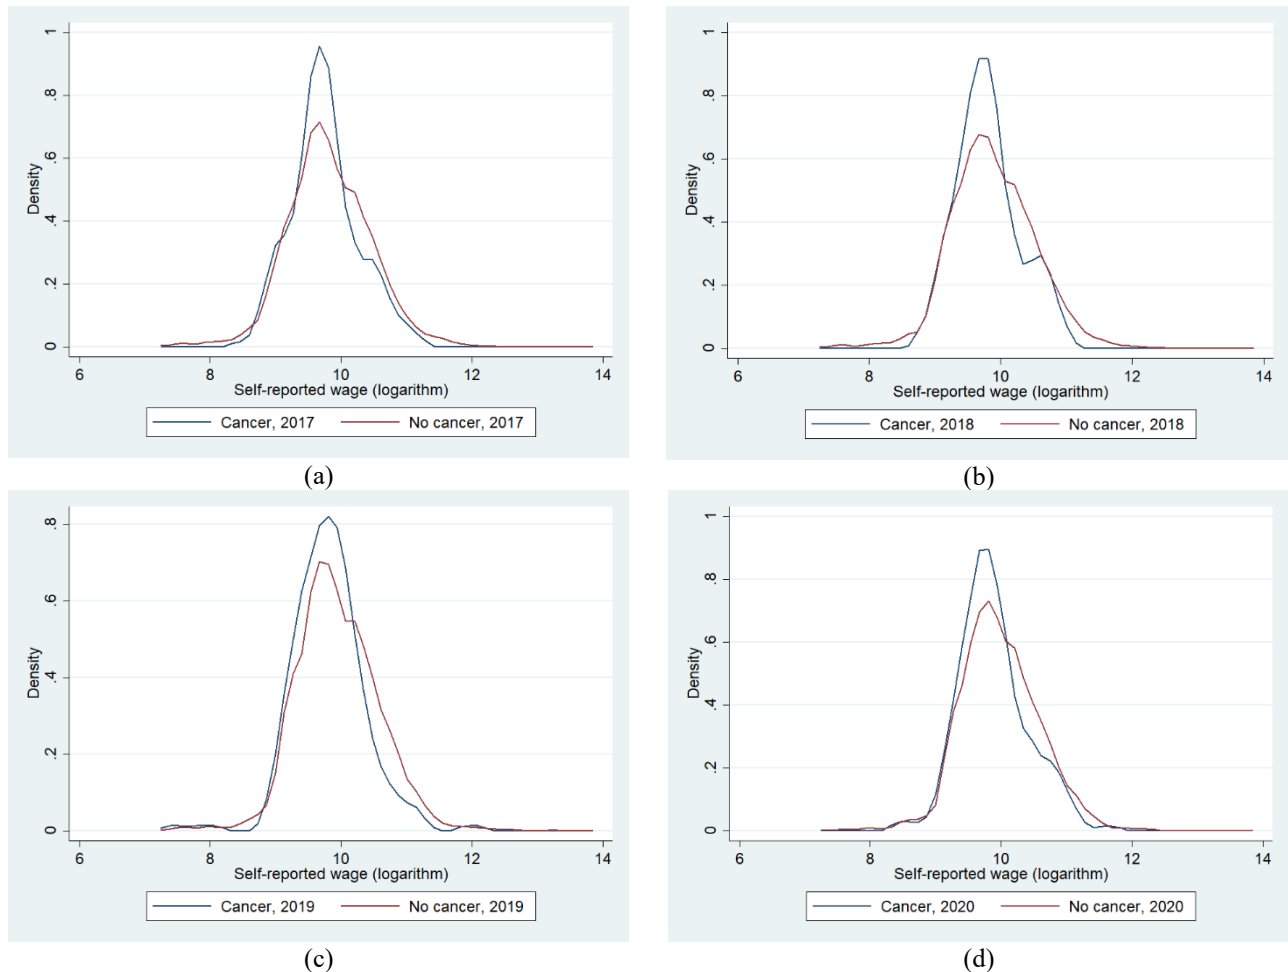 1
.8
.6
.4
.2
0
Density
6 8 10 12 14
Self-reported wage (logarithm)
Cancer, 2017 No cancer, 2017
(a)
1
.8
.6
.4
.2
0
Density
6 8 10 12 14
Self-reported wage (logarithm)
Cancer, 2018 No cancer, 2018
(b)
.8
.6
.4
.2
0
Density
6 8 10 12 14
Self-reported wage (logarithm)
Cancer, 2019 No cancer, 2019
(c)
1
.8
.6
.4
.2
0
Density
6 8 10 12 14
Self-reported wage (logarithm)
Cancer, 2020 No cancer, 2020
(d)